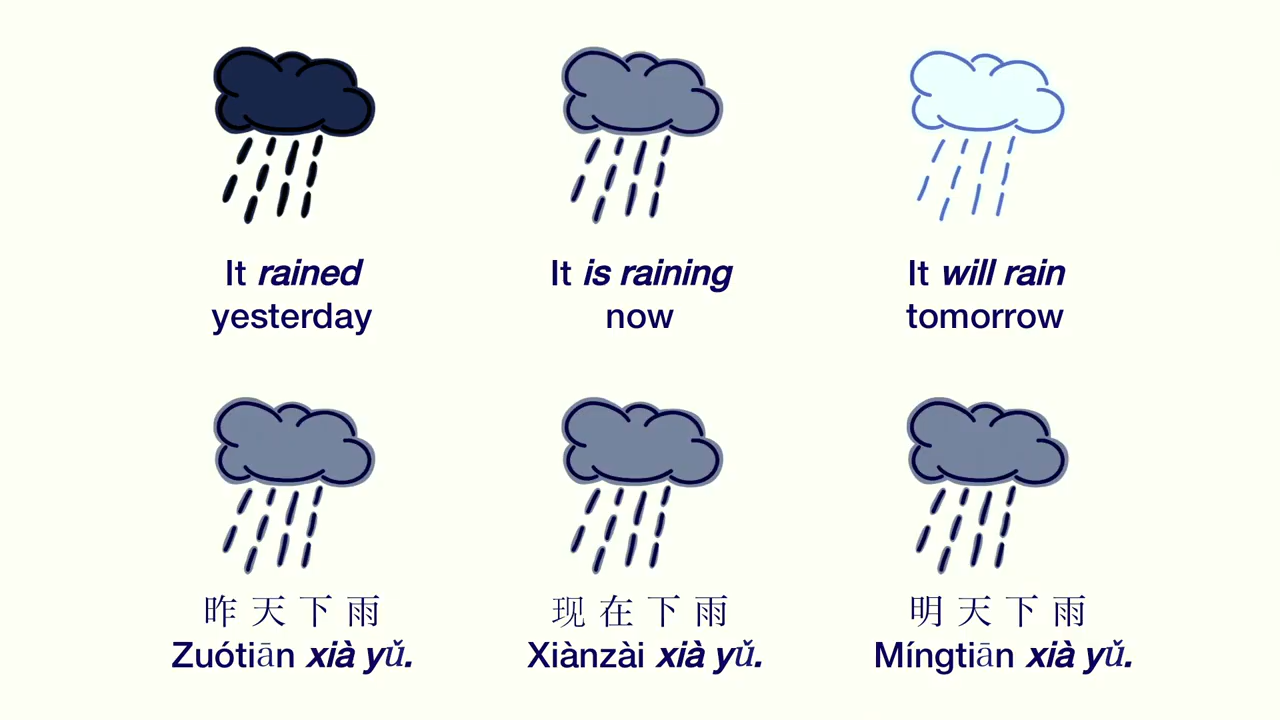 It rained
yesterday
It is raining
now
It will rain
tomorrow
昨天下雨
Zuótiān xià yǔ.
现在下雨
Xiànzài xià yǔ.
明天下雨
Míngtiān xià yǔ.